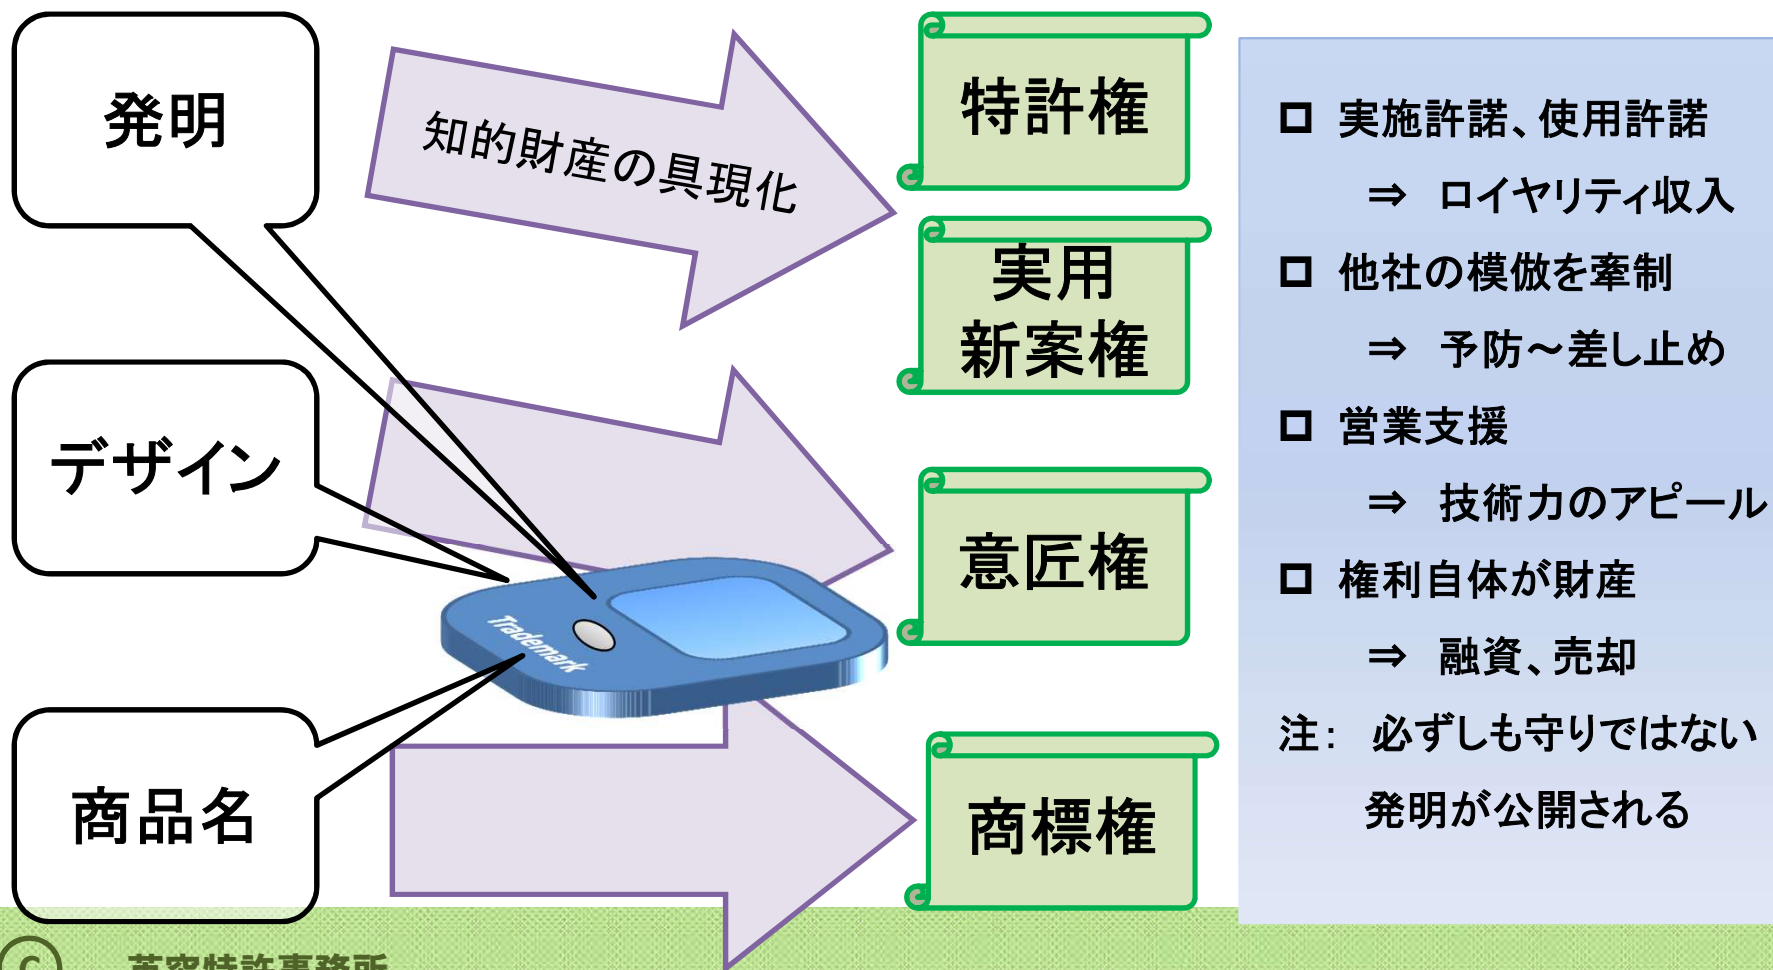 発明
デザイン
商品名
知的財産の具現化
Trademark
特許権
実用
新案権
意匠権
商標権
□ 実施許諾、使用許諾
⇒ ロイヤリティ収入
□ 他社の模倣を牽制
⇒ 予防～差し止め
□ 営業支援
⇒ 技術力のアピール
□ 権利自体が財産
⇒ 融資、売却
注： 必ずしも守りではない
発明が公開される
特許事務所